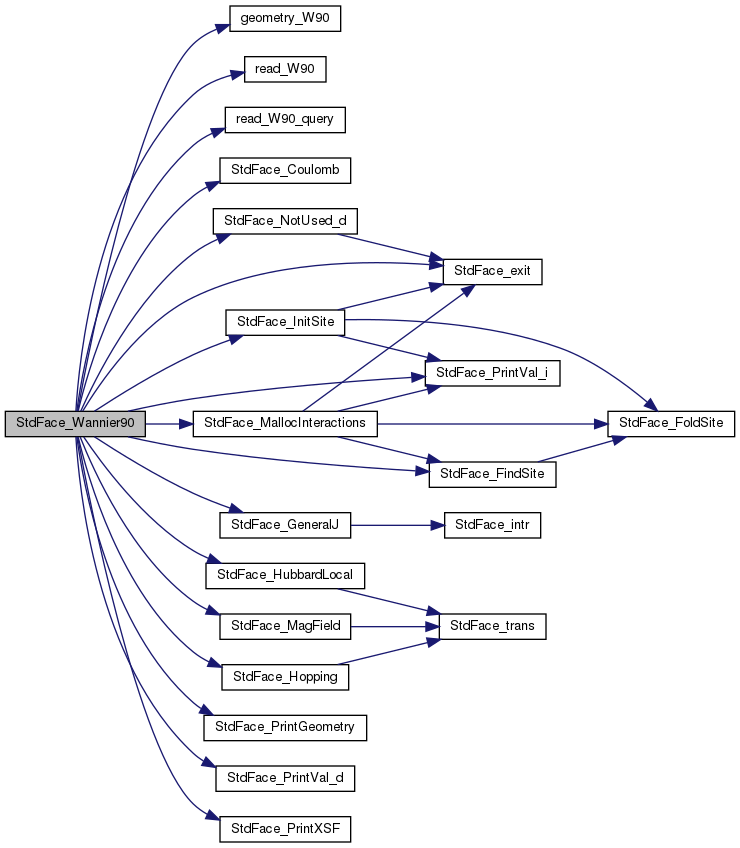 geometry_W90
read_W90
read_W90_query
StdFace_Coulomb
StdFace_NotUsed_d
StdFace_exit
StdFace_InitSite
StdFace_PrintVal_i
StdFace_Wannier90
StdFace_MallocInteractions
StdFace_FoldSite
StdFace_FindSite
StdFace_GeneralJ
StdFace_intr
StdFace_HubbardLocal
StdFace_MagField
StdFace_trans
StdFace_Hopping
StdFace_PrintGeometry
StdFace_PrintVal_d
StdFace_PrintXSF